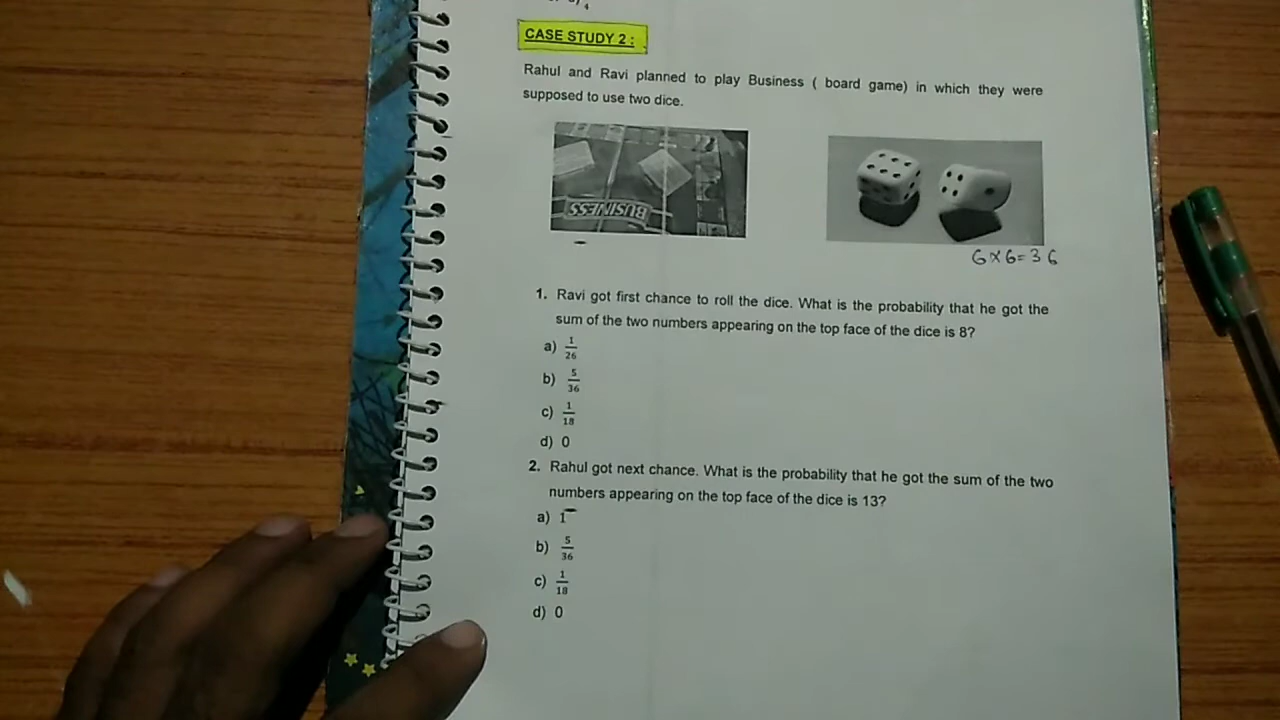 CASE STUDY 2 :
Rahul and Ravi planned to play Business ( board game) in which they were
supposed to use two dice.
BUSINESS
6×6=36
1. Ravi got first chance to roll the dice. What is the probability that he got the
sum of the two numbers appearing on the top face of the dice is 8?
a) 1/26
b) 5/36
c) 1/18
d) 0
2. Rahul got next chance. What is the probability that he got the sum of the two
numbers appearing on the top face of the dice is 13?
a) 1
b) 5/36
c) 1/18
d) 0